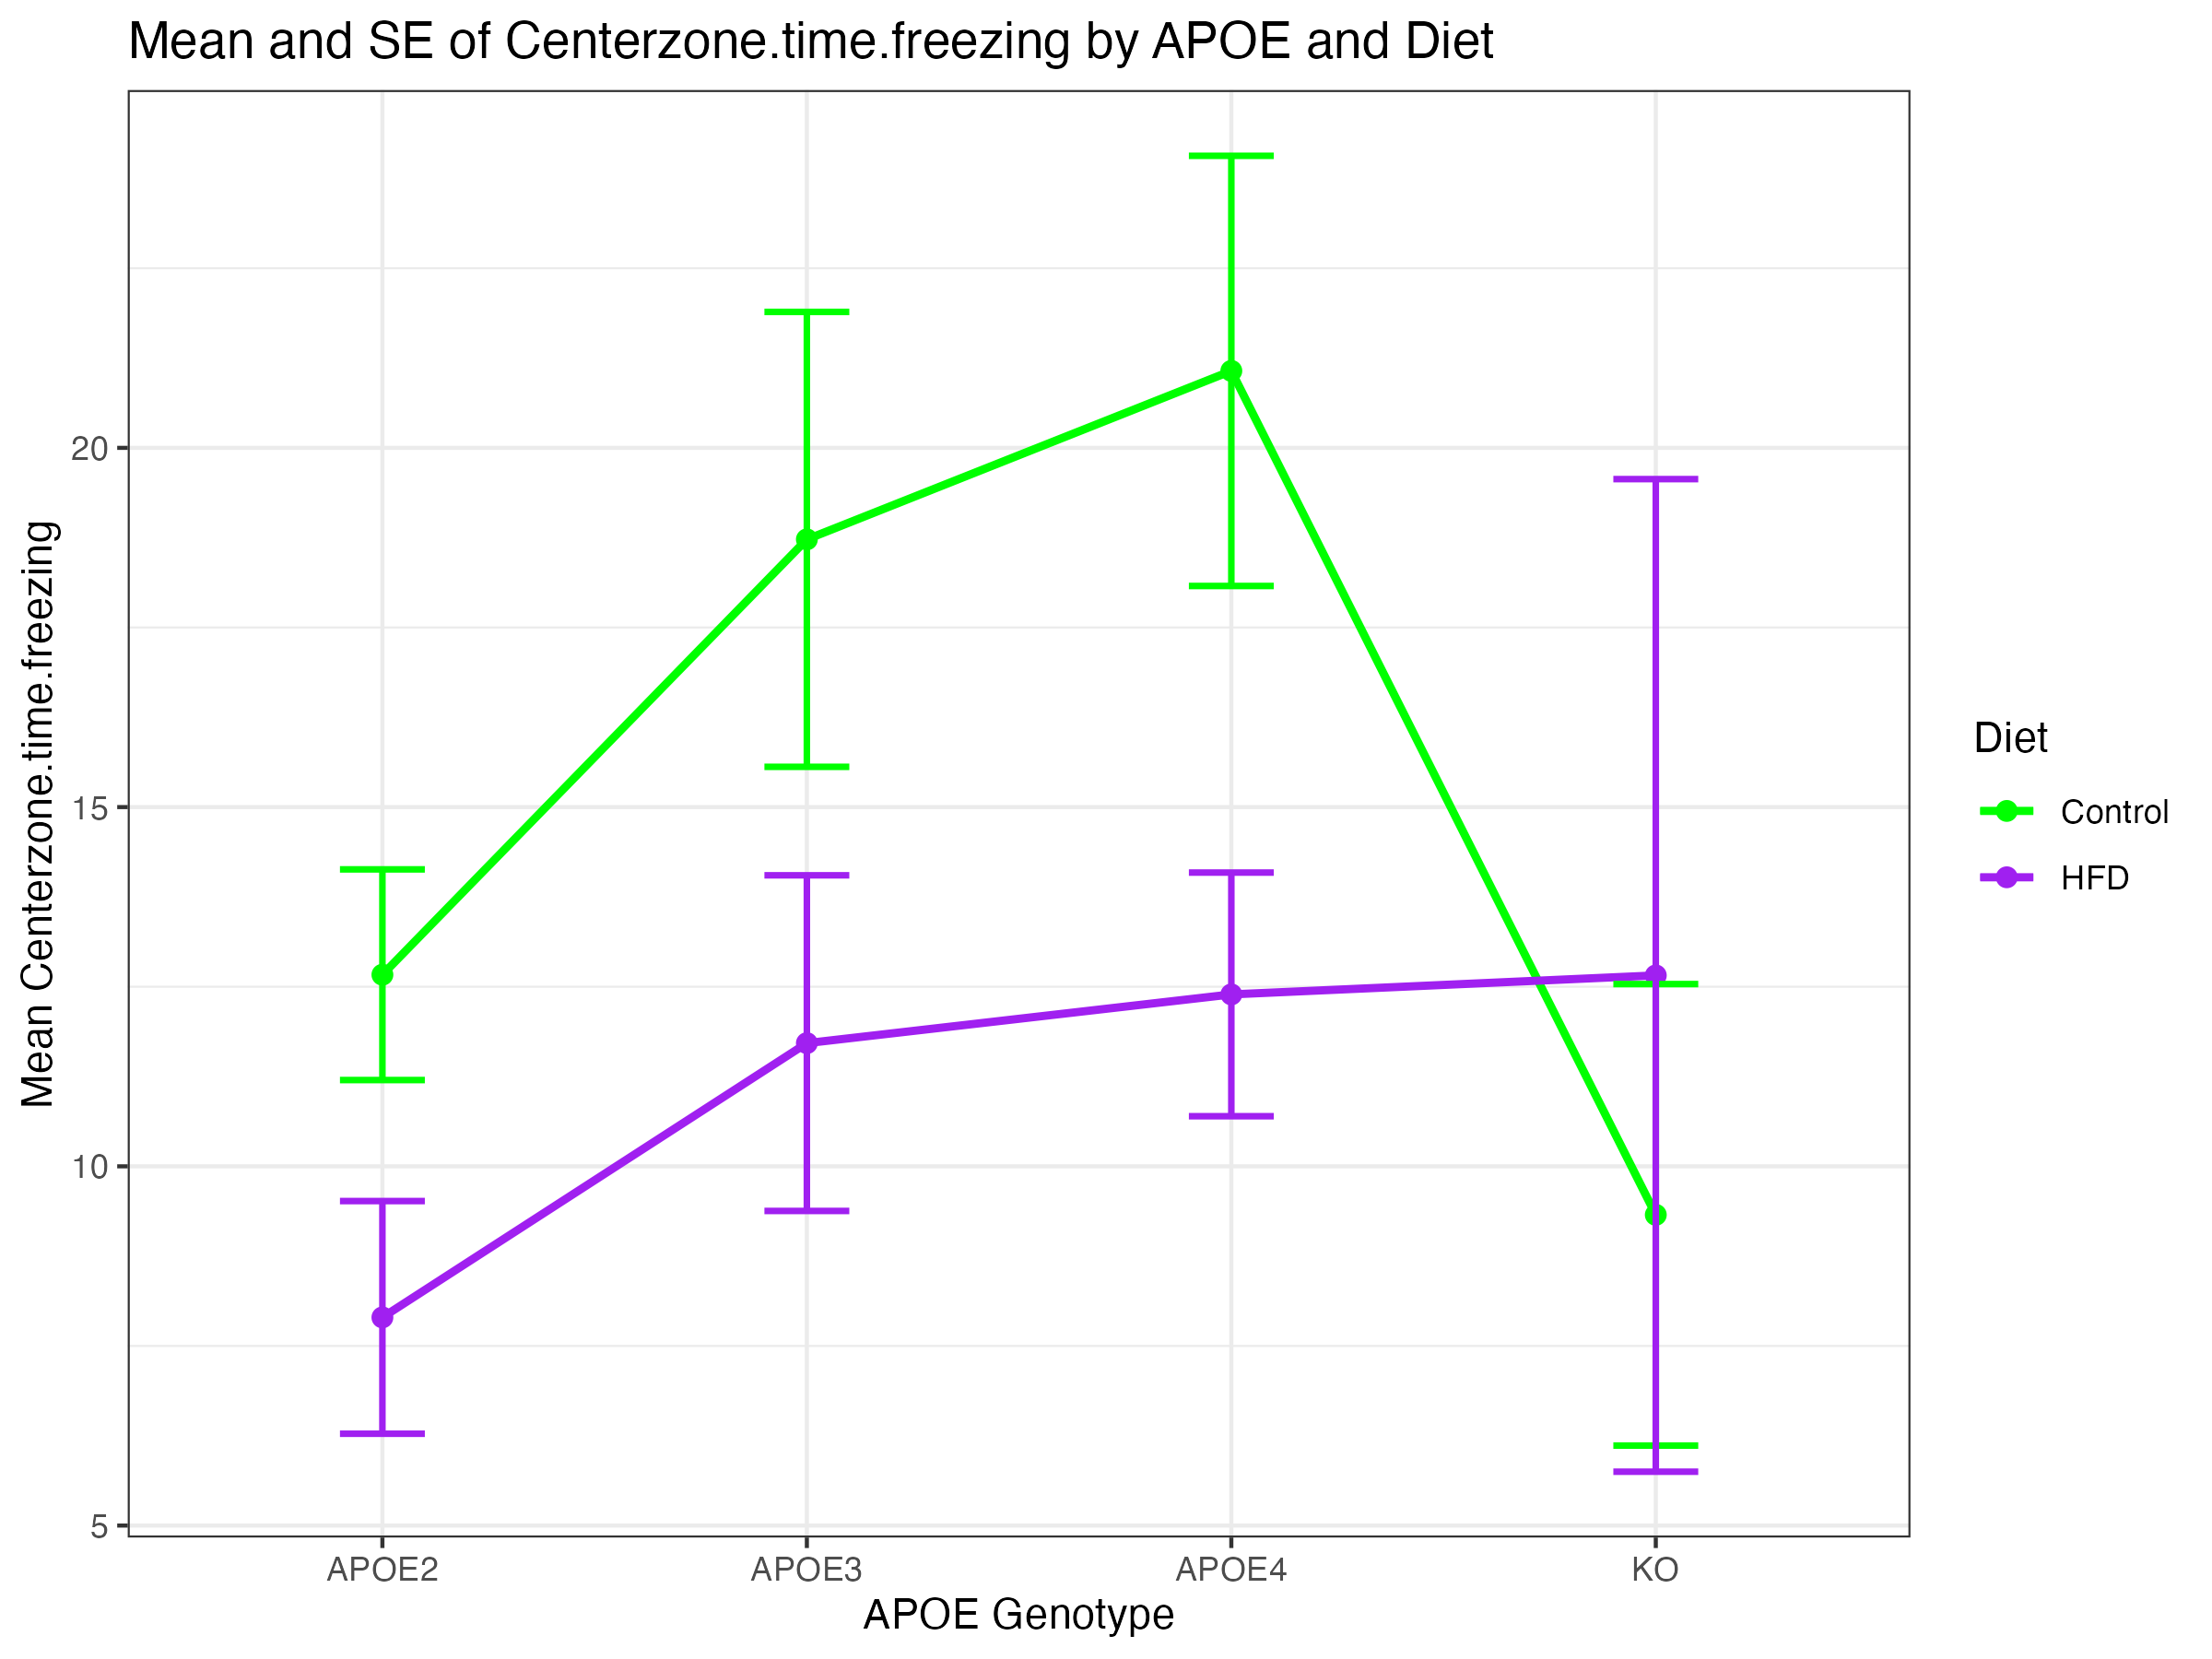 Mean and SE of Centerzone.time.freezing by APOE and Diet
Mean Centerzone.time.freezing
20
15
10
5
APOE2
APOE3
APOE4
KO
APOE Genotype
Diet
Control
HFD